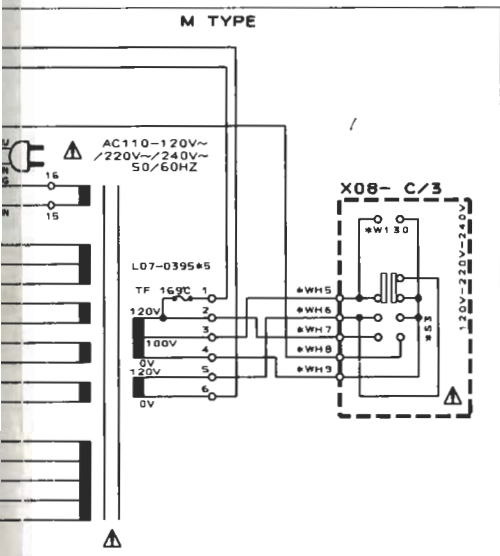 M TYPE
AC110-120V~
/220V~/240V~
50/60HZ
16
15
X08- C/3
*W130
120V-220V-240V
*S3
L07-0395*5
TF 169℃
1
120V
2
3
100V
4
0V
120V
5
6
0V
*WH5
*WH6
*WH7
*WH8
*WH9
U
N
G
N